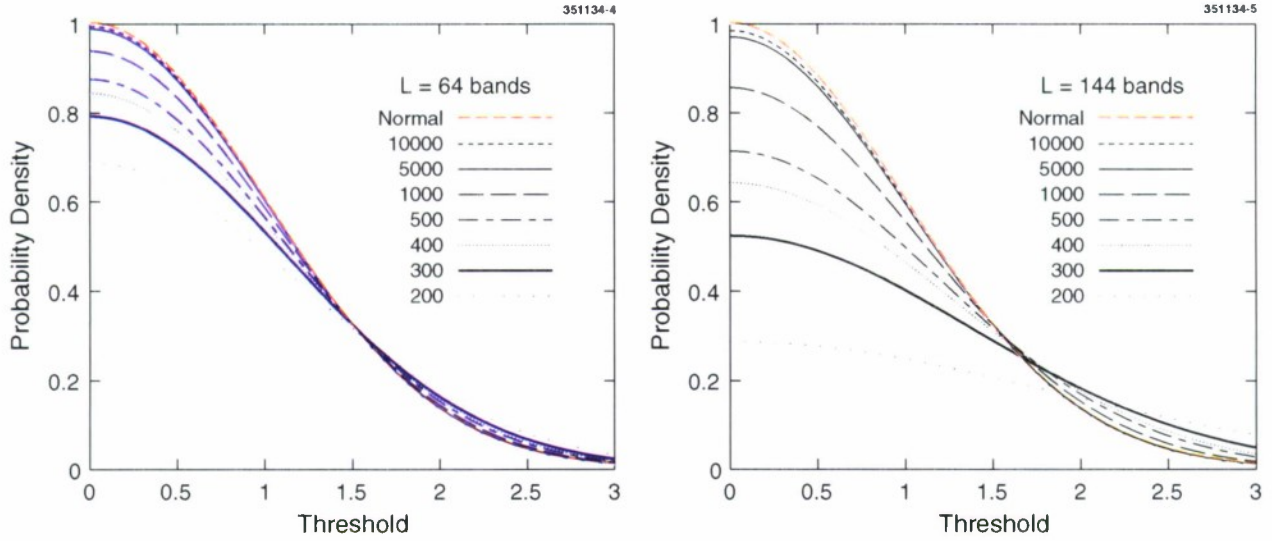 351134-4
1
0.8
0.6
0.4
0.2
0
Probability Density
L = 64 bands
Normal
10000
5000
1000
500
400
300
200
0 0.5 1 1.5 2 2.5 3
Threshold
351134-5
1
0.8
0.6
0.4
0.2
0
Probability Density
L = 144 bands
Normal
10000
5000
1000
500
400
300
200
0 0.5 1 1.5 2 2.5 3
Threshold